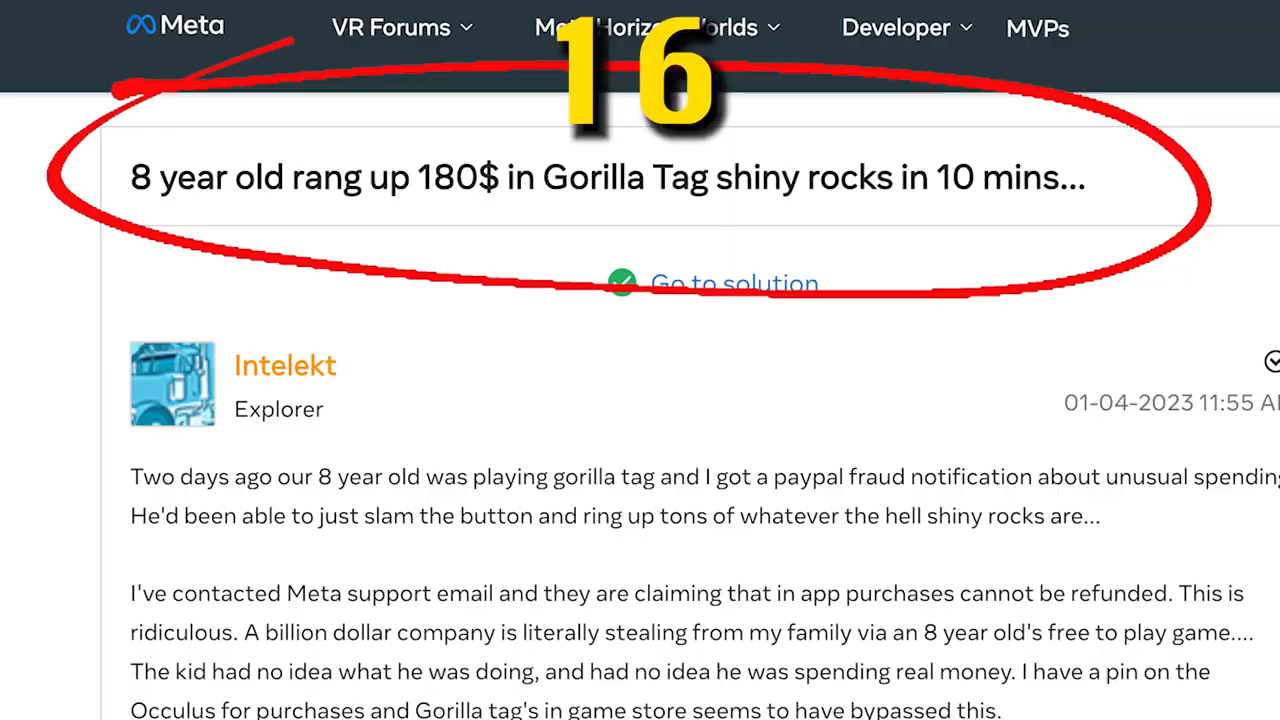 Meta VR Forums Meta Horizon Worlds Developer MVPs
16
8 year old rang up 180$ in Gorilla Tag shiny rocks in 10 mins...
Go to solution
Intelekt
Explorer
01-04-2023 11:55 A
Two days ago our 8 year old was playing gorilla tag and I got a paypal fraud notification about unusual spending
He'd been able to just slam the button and ring up tons of whatever the hell shiny rocks are...
I've contacted Meta support email and they are claiming that in app purchases cannot be refunded. This is
ridiculous. A billion dollar company is literally stealing from my family via an 8 year old's free to play game....
The kid had no idea what he was doing, and had no idea he was spending real money. I have a pin on the
Occulus for purchases and Gorilla tag's in game store seems to have bypassed this.